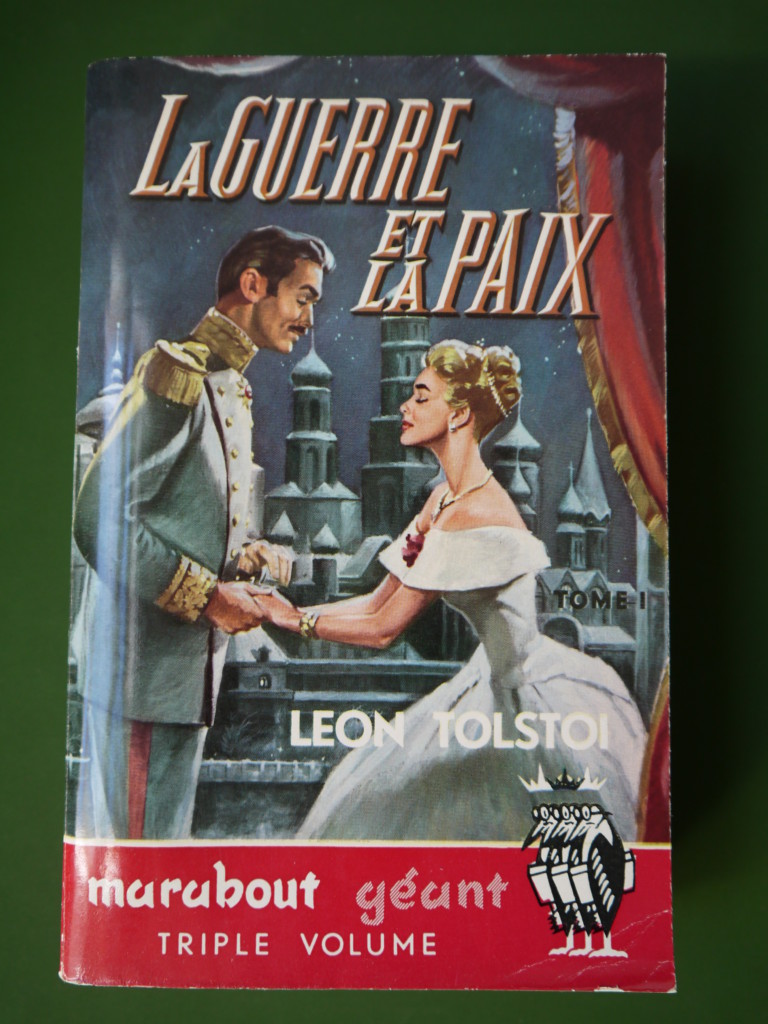 LA GUERRE
ET
LA PAIX
TOME I
LEON TOLSTOI
marabout géant
TRIPLE VOLUME